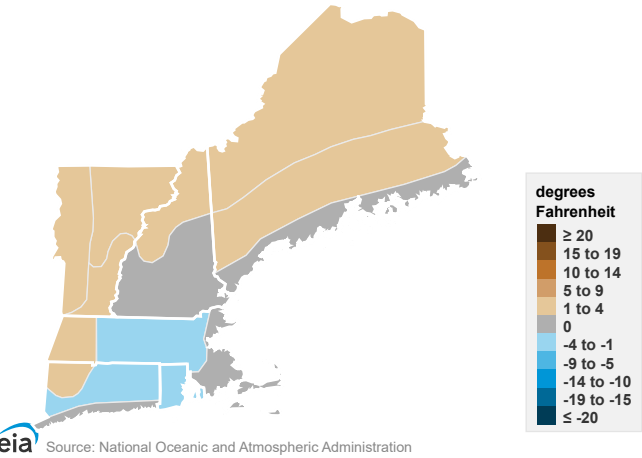 degrees
Fahrenheit
≥ 20
15 to 19
10 to 14
5 to 9
1 to 4
0
-4 to -1
-9 to -5
-14 to -10
-19 to -15
≤ -20
eia Source: National Oceanic and Atmospheric Administration